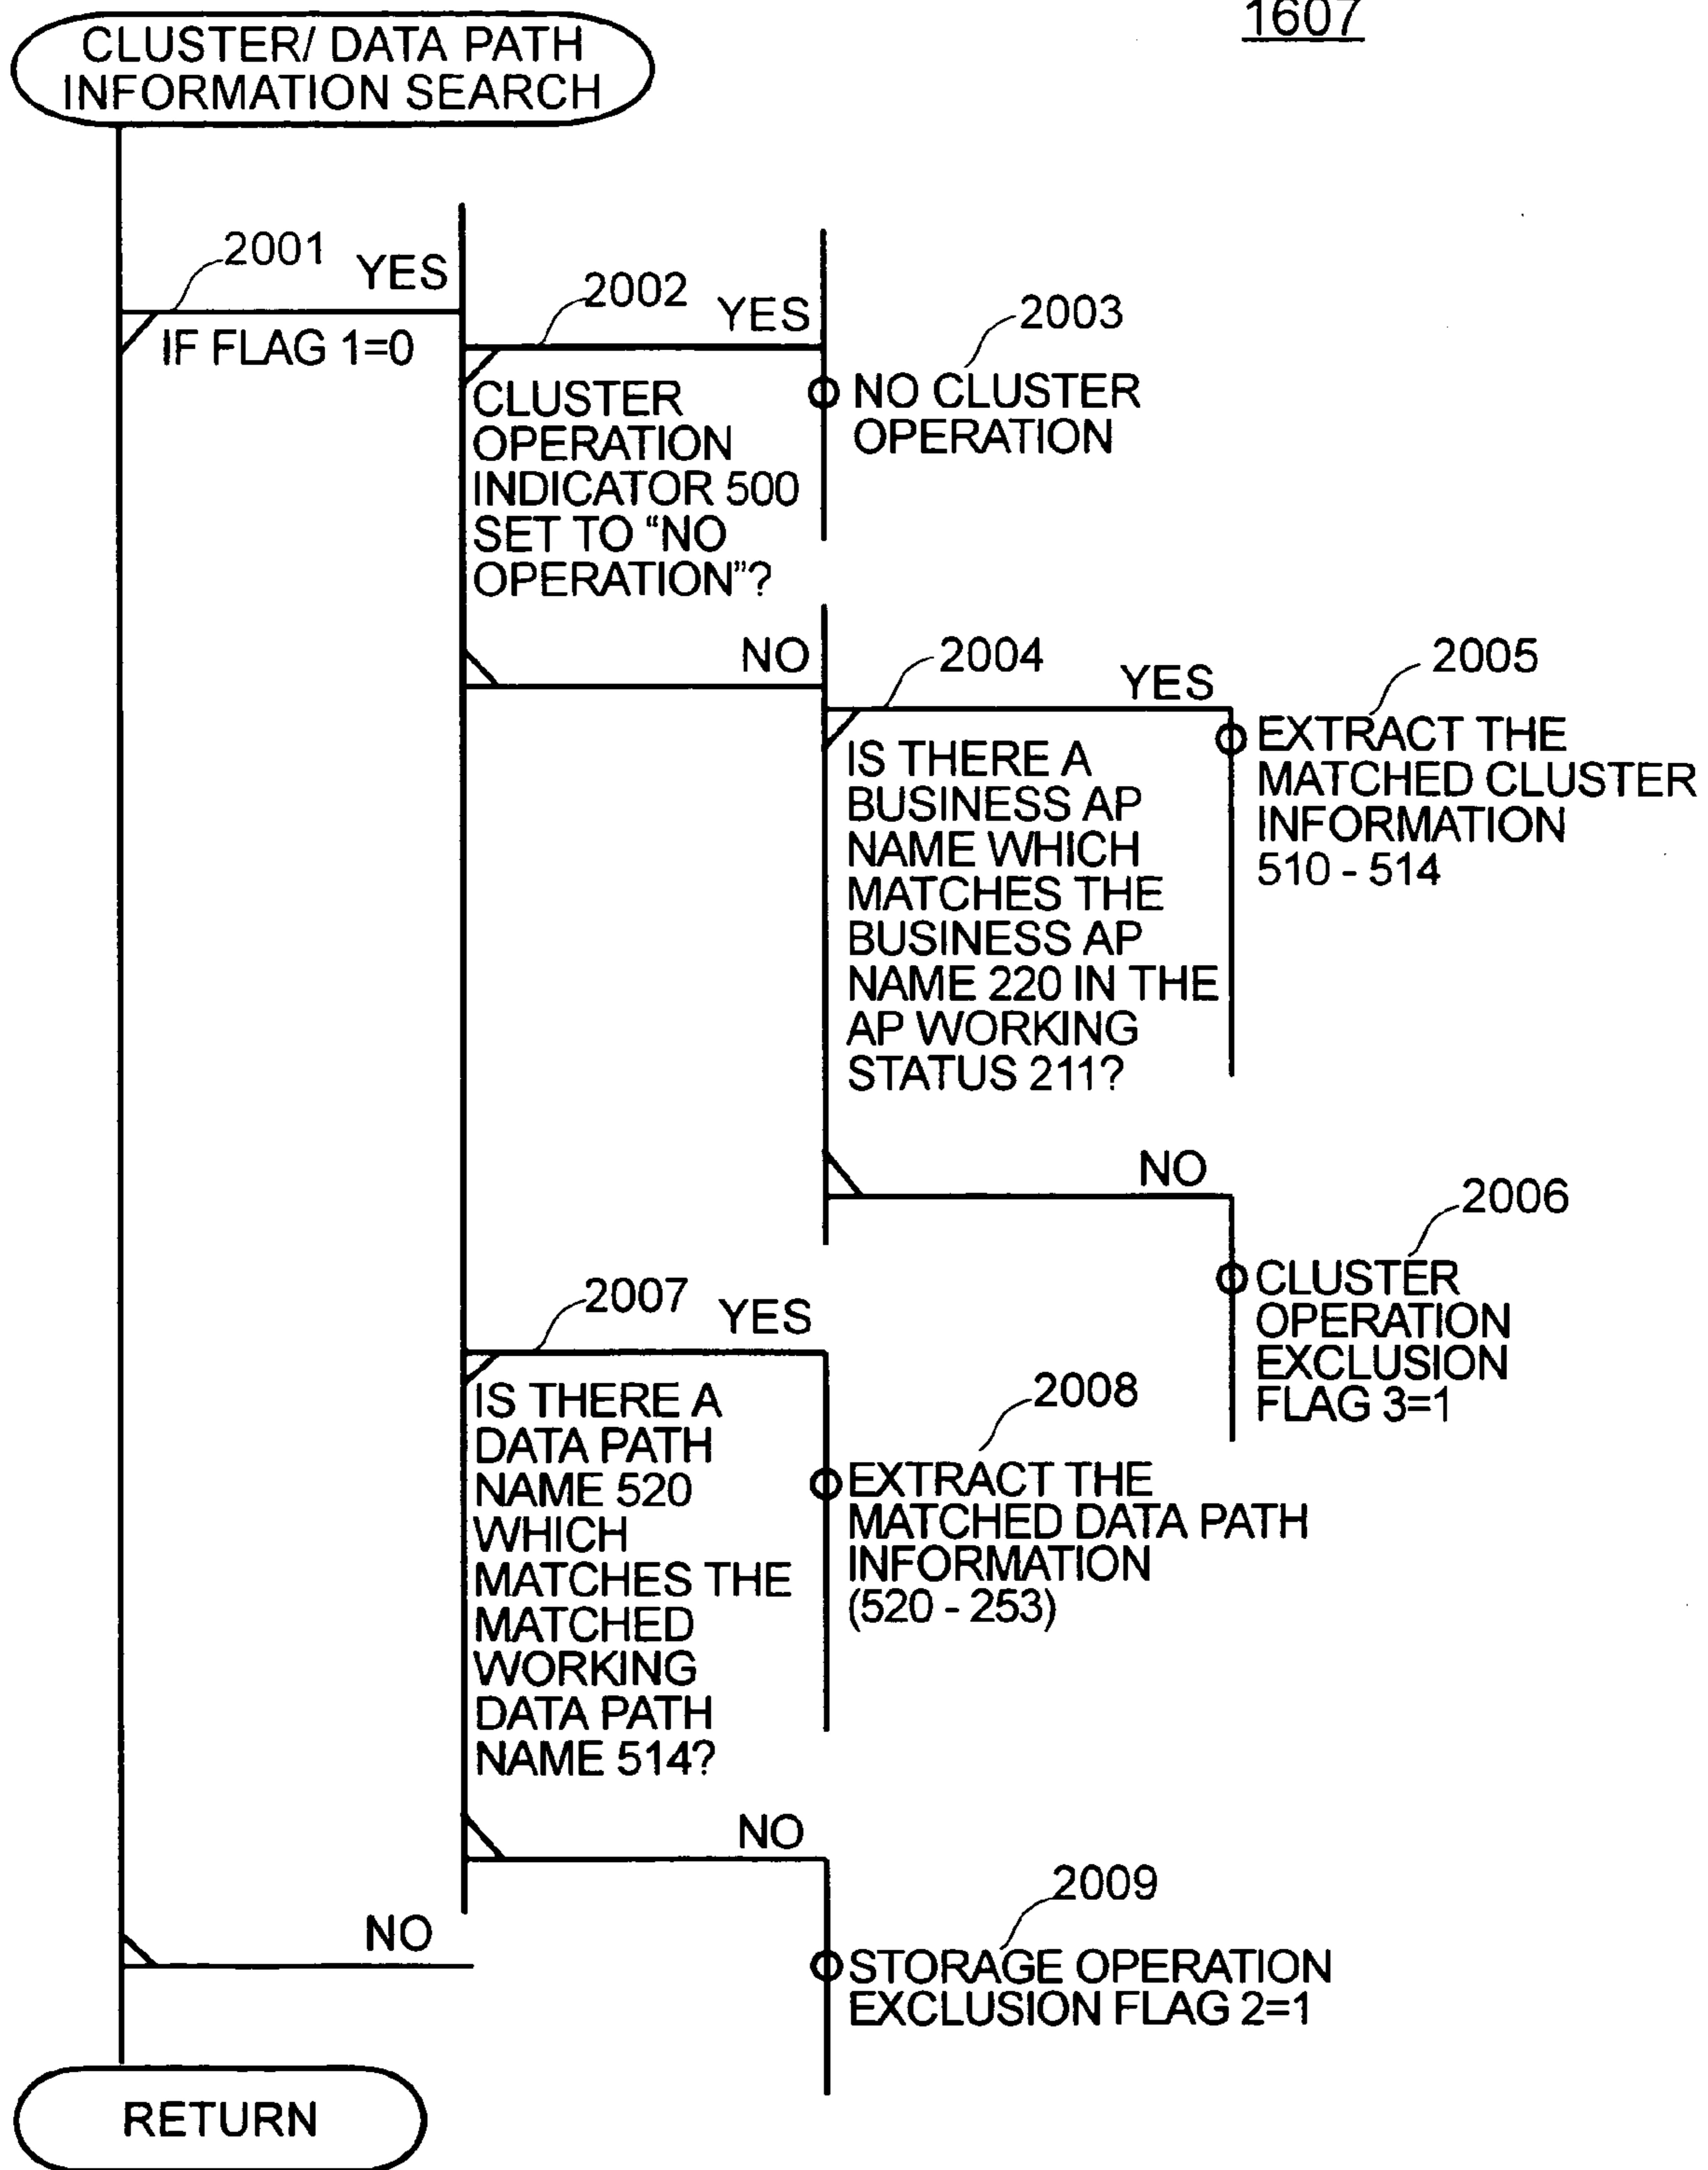 1607
CLUSTER/ DATA PATH
INFORMATION SEARCH
2001
YES
IF FLAG 1=0
2002
YES
CLUSTER
OPERATION
INDICATOR 500
SET TO “NO
OPERATION”?
2003
NO CLUSTER
OPERATION
NO
2004
YES
IS THERE A
BUSINESS AP
NAME WHICH
MATCHES THE
BUSINESS AP
NAME 220 IN THE
AP WORKING
STATUS 211?
2005
EXTRACT THE
MATCHED CLUSTER
INFORMATION
510 - 514
NO
2006
CLUSTER
OPERATION
EXCLUSION
FLAG 3=1
2007
YES
IS THERE A
DATA PATH
NAME 520
WHICH
MATCHES THE
MATCHED
WORKING
DATA PATH
NAME 514?
2008
EXTRACT THE
MATCHED DATA PATH
INFORMATION
(520 - 253)
NO
2009
STORAGE OPERATION
EXCLUSION FLAG 2=1
NO
RETURN